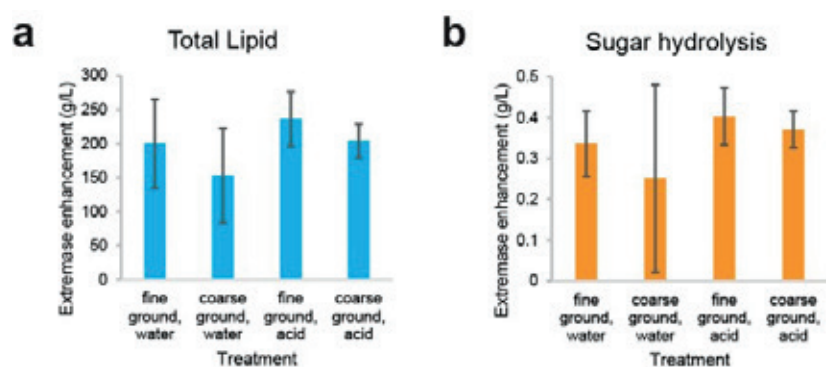 a
Total Lipid
Extremase enhancement (g/L)
300
250
200
150
100
50
0
fine ground, water
coarse ground, water
fine ground, acid
coarse ground, acid
Treatment
b
Sugar hydrolysis
Extremase enhancement (g/L)
0.5
0.4
0.3
0.2
0.1
0
fine ground, water
coarse ground, water
fine ground, acid
coarse ground, acid
Treatment